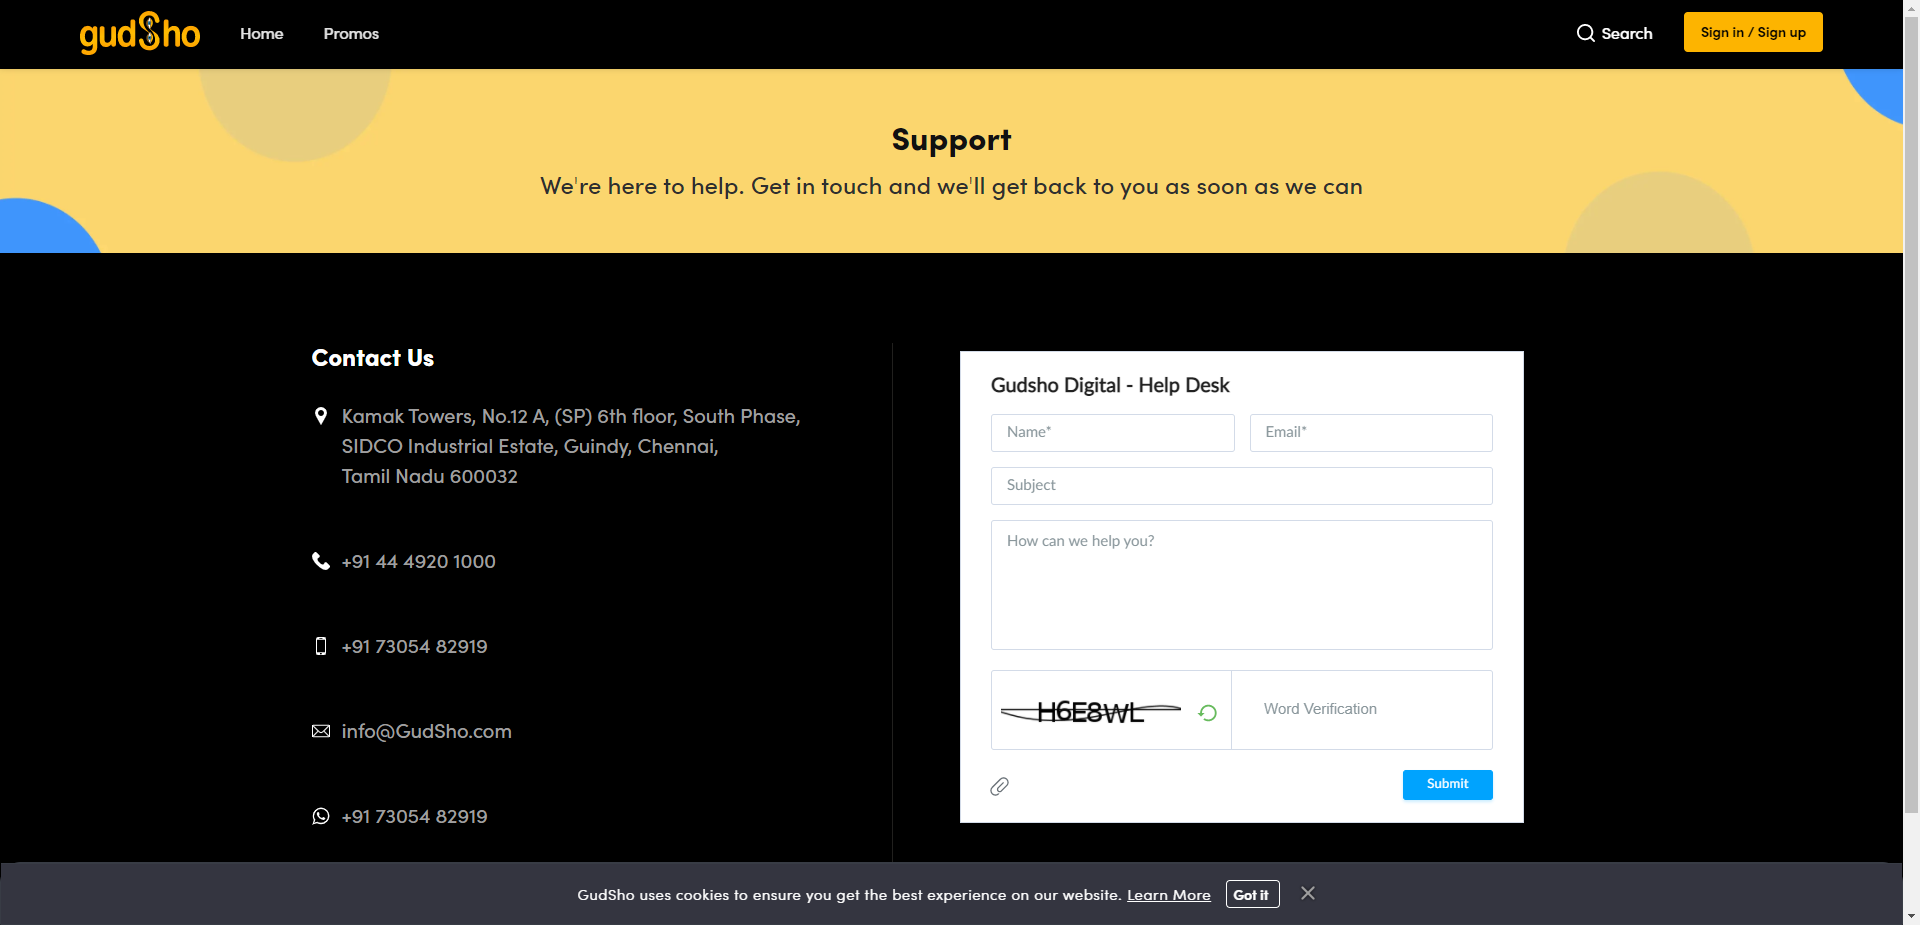 gudSho
Home
Promos
Search
Sign in / Sign up
Support
We're here to help. Get in touch and we'll get back to you as soon as we can
Contact Us
Kamak Towers, No.12 A, (SP) 6th floor, South Phase,
SIDCO Industrial Estate, Guindy, Chennai,
Tamil Nadu 600032
+91 44 4920 1000
+91 73054 82919
info@GudSho.com
+91 73054 82919
Gudsho Digital - Help Desk
Name*
Email*
Subject
How can we help you?
H6E8WL
Word Verification
Submit
GudSho uses cookies to ensure you get the best experience on our website. Learn More
Got it